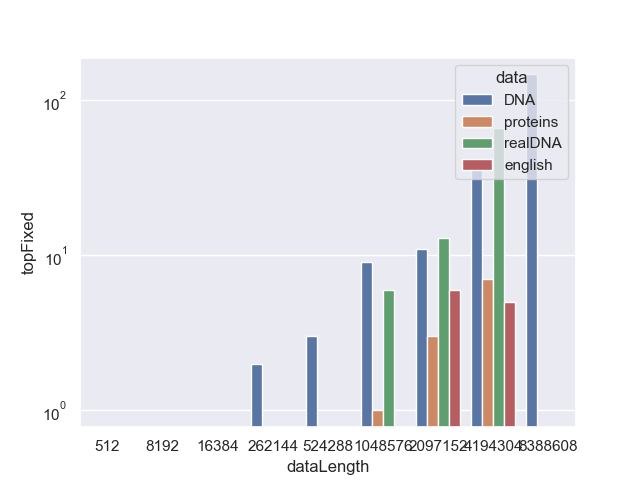 data
DNA
proteins
realDNA
english
10²
10¹
10⁰
topFixed
512 8192 16384 262144 524288 1048576 2097152 4194304 8388608
dataLength